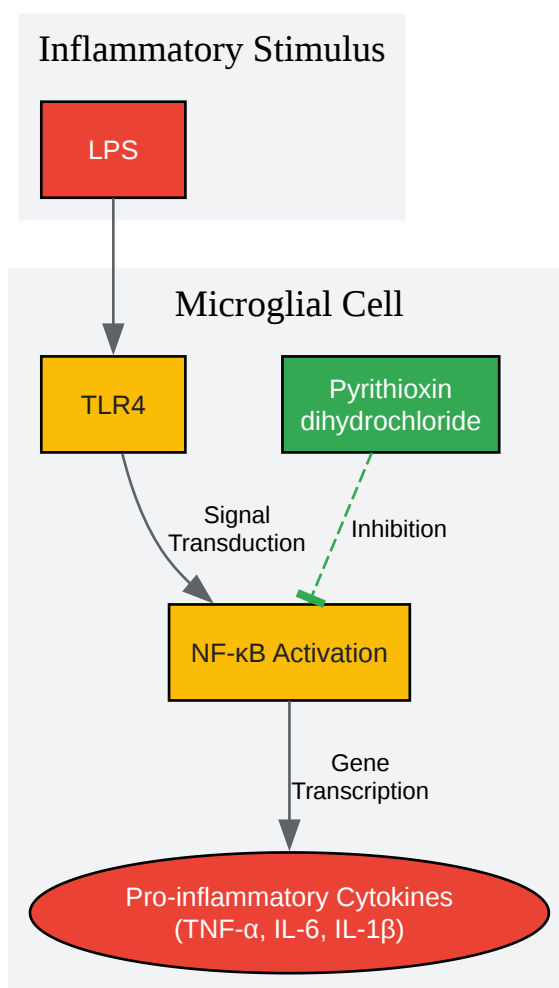 Inflammatory Stimulus
LPS
Microglial Cell
TLR4
Pyrithioxin
dihydrochloride
Signal
Transduction
Inhibition
NF-κB Activation
Gene
Transcription
Pro-inflammatory Cytokines
(TNF-α, IL-6, IL-1β)